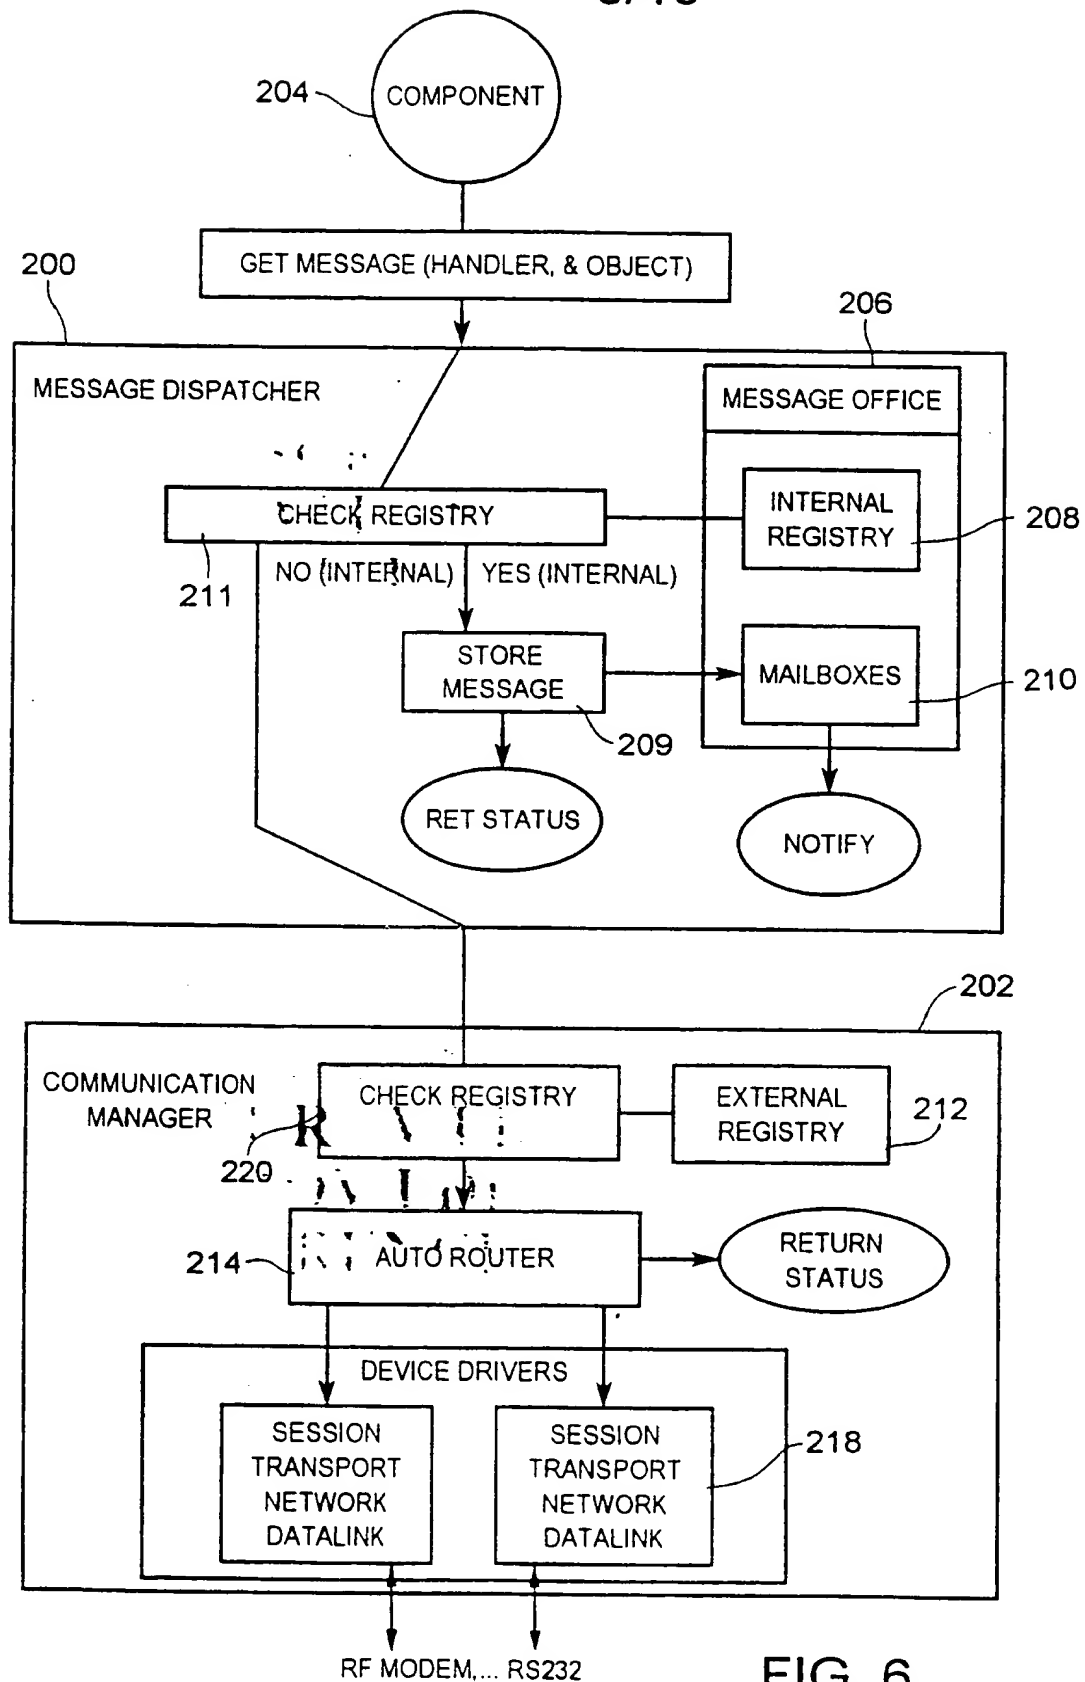 204
COMPONENT
GET MESSAGE (HANDLER, & OBJECT)
200
206
MESSAGE DISPATCHER
MESSAGE OFFICE
CHECK REGISTRY
INTERNAL
REGISTRY
208
211
NO (INTERNAL)
YES (INTERNAL)
STORE
MESSAGE
MAILBOXES
210
209
RET STATUS
NOTIFY
202
COMMUNICATION
MANAGER
CHECK REGISTRY
EXTERNAL
REGISTRY
212
220
214
AUTO ROUTER
RETURN
STATUS
DEVICE DRIVERS
SESSION
TRANSPORT
NETWORK
DATALINK
SESSION
TRANSPORT
NETWORK
DATALINK
218
RF MODEM,... RS232
FIG. 6